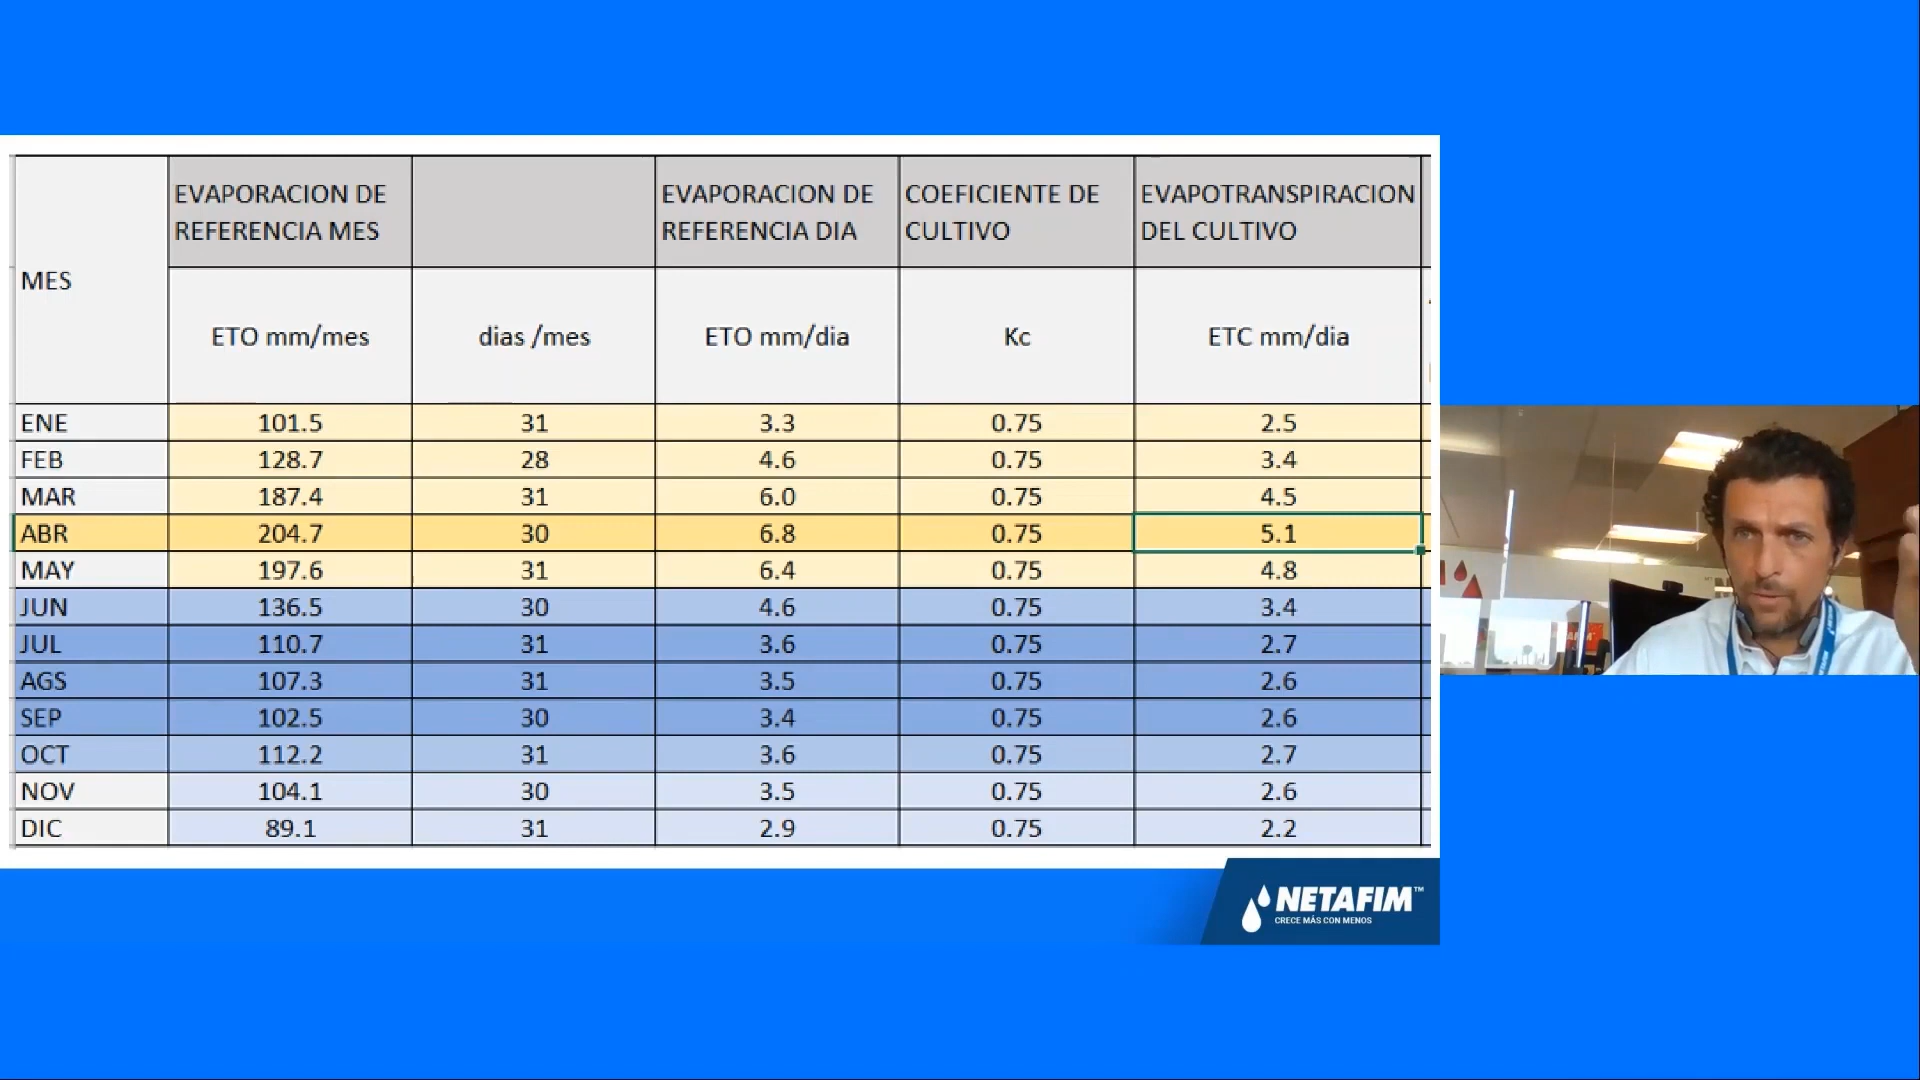 MES
EVAPORACION DE
REFERENCIA MES
EVAPORACION DE
REFERENCIA DIA
COEFICIENTE DE
CULTIVO
EVAPOTRANSPIRACION
DEL CULTIVO
ETO mm/mes dias /mes ETO mm/dia Kc ETC mm/dia
ENE 101.5 31 3.3 0.75 2.5
FEB 128.7 28 4.6 0.75 3.4
MAR 187.4 31 6.0 0.75 4.5
ABR 204.7 30 6.8 0.75 5.1
MAY 197.6 31 6.4 0.75 4.8
JUN 136.5 30 4.6 0.75 3.4
JUL 110.7 31 3.6 0.75 2.7
AGS 107.3 31 3.5 0.75 2.6
SEP 102.5 30 3.4 0.75 2.6
OCT 112.2 31 3.6 0.75 2.7
NOV 104.1 30 3.5 0.75 2.6
DIC 89.1 31 2.9 0.75 2.2
NETAFIM™
CRECE MÁS CON MENOS